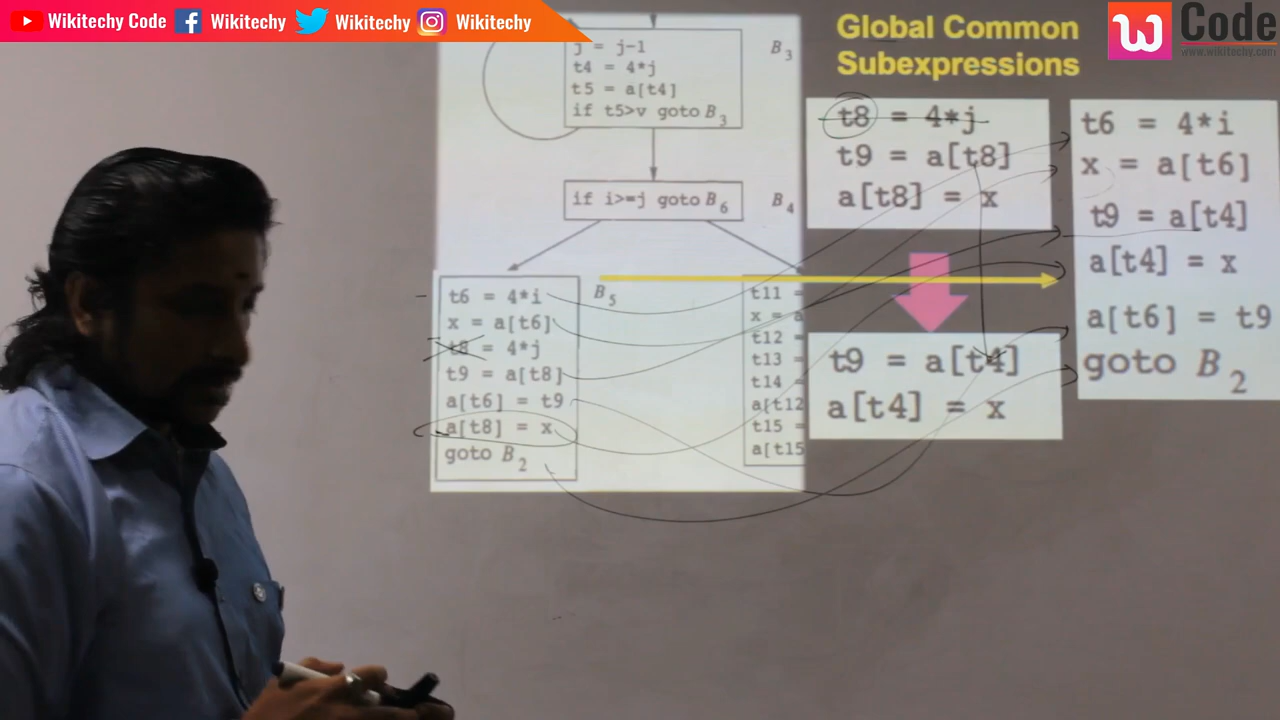 Wikitechy Code Wikitechy Wikitechy Wikitechy
Code
www.wikitechy.com
Global Common
Subexpressions
j = j-1
t4 = 4*j
t5 = a[t4]
if t5>v goto B3
B3
if i>=j goto B6
B4
t6 = 4*i
x = a[t6]
t8 = 4*j
t9 = a[t8]
a[t6] = t9
a[t8] = x
goto B2
B5
t11 =
x = a
t12 =
t13 =
t14 =
a[t12
t15 =
a[t15
t8 = 4*j
t9 = a[t8]
a[t8] = x
t9 = a[t4]
a[t4] = x
t6 = 4*i
x = a[t6]
t9 = a[t4]
a[t4] = x
a[t6] = t9
goto B2